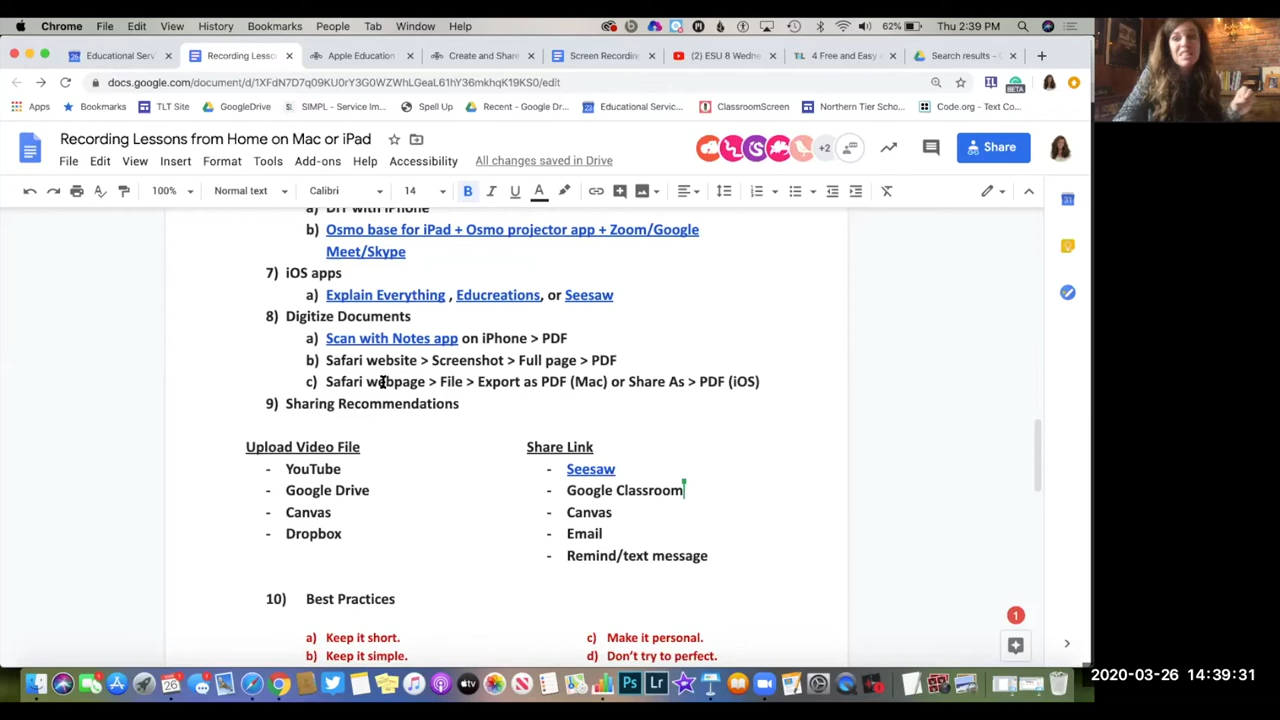 Chrome File Edit View History Bookmarks People Tab Window Help 62% Thu 2:39 PM
Educational Serv Recording Lesson Apple Education Create and Share Screen Recording ESU 8 Wednes 4 Free and Easy Search results - G
docs.google.com/document/d/1XFdN7D7q09KU0rY3G0WZWhLGeaL61hY36mkhqK19KS0/edit
BETA
Apps Bookmarks TLT Site GoogleDrive SIMPL - Service Im... Spell Up Recent - Google Dr... Educational Servic... ClassroomScreen Northern Tier Scho... Code.org - Text Co...
Recording Lessons from Home on Mac or iPad
+2 Share
File Edit View Insert Format Tools Add-ons Help Accessibility All changes saved in Drive
100% Normal text Calibri 14 B I U A
a) DIY with iPhone
b) Osmo base for iPad + Osmo projector app + Zoom/Google
Meet/Skype
7) iOS apps
a) Explain Everything , Educreations, or Seesaw
8) Digitize Documents
a) Scan with Notes app on iPhone > PDF
b) Safari website > Screenshot > Full page > PDF
c) Safari webpage > File > Export as PDF (Mac) or Share As > PDF (iOS)
9) Sharing Recommendations
Upload Video File
- YouTube
- Google Drive
- Canvas
- Dropbox
Share Link
- Seesaw
- Google Classroom
- Canvas
- Email
- Remind/text message
10) Best Practices
a) Keep it short.
b) Keep it simple.
c) Make it personal.
d) Don't try to perfect.
1
2020-03-26 14:39:31